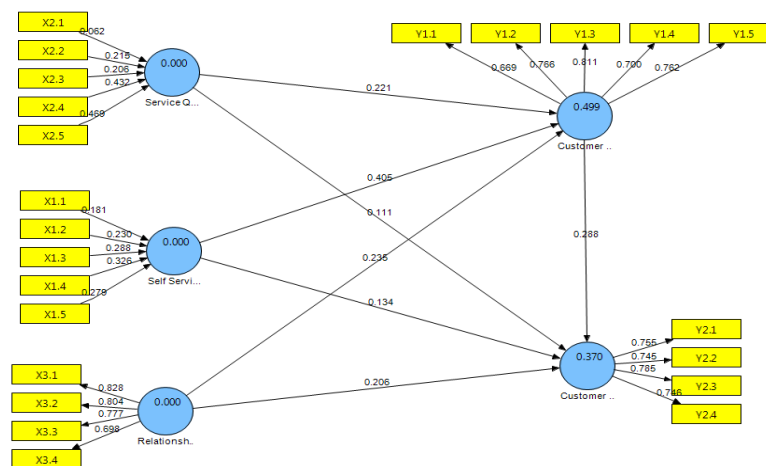 X2.1
X2.2
X2.3
X2.4
X2.5
0.062
0.215
0.206
0.432
0.469
0.000
Service Q...
X1.1
X1.2
X1.3
X1.4
X1.5
0.181
0.230
0.288
0.326
0.279
0.000
Self Servi...
X3.1
X3.2
X3.3
X3.4
0.828
0.804
0.777
0.698
0.000
Relationsh..
0.221
0.111
0.405
0.134
0.235
0.206
0.288
Y1.1
Y1.2
Y1.3
Y1.4
Y1.5
0.669
0.766
0.811
0.700
0.762
0.499
Customer ..
0.370
Customer ..
0.755
0.745
0.785
0.746
Y2.1
Y2.2
Y2.3
Y2.4